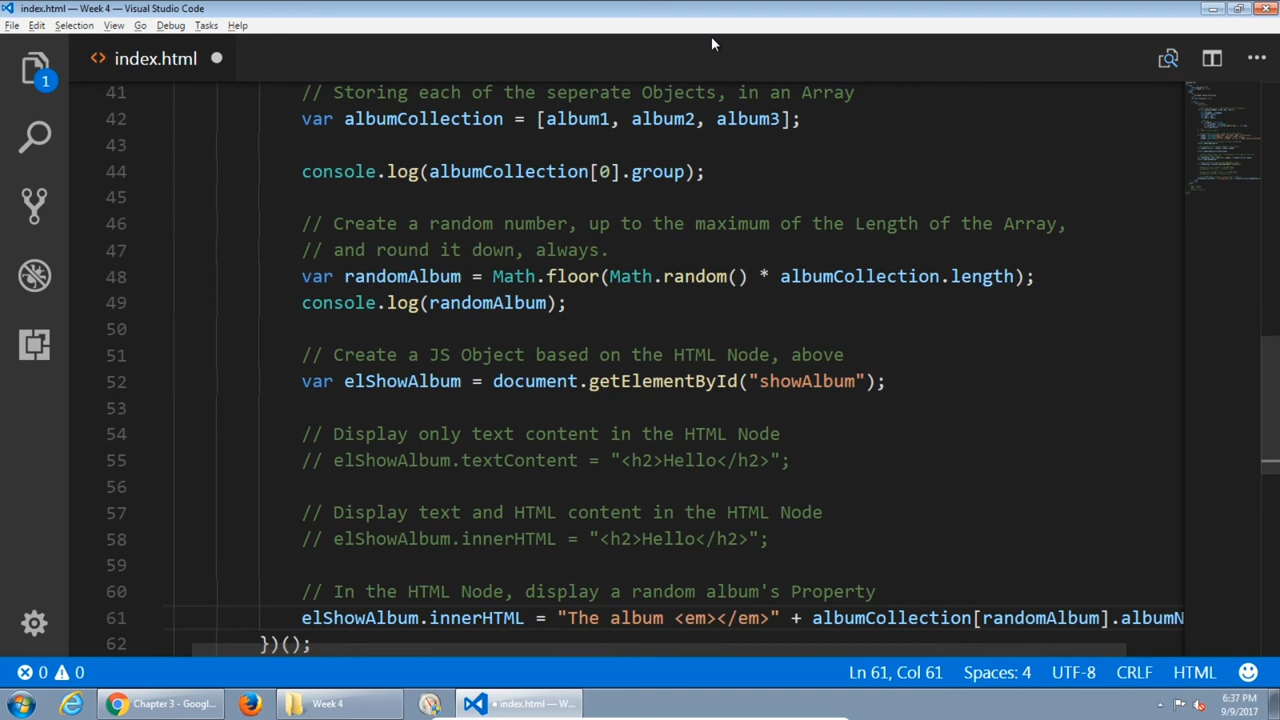 index.html — Week 4 — Visual Studio Code
File Edit Selection View Go Debug Tasks Help
1
<> index.html
41 // Storing each of the seperate Objects, in an Array
42 var albumCollection = [album1, album2, album3];
43
44 console.log(albumCollection[0].group);
45
46 // Create a random number, up to the maximum of the Length of the Array,
47 // and round it down, always.
48 var randomAlbum = Math.floor(Math.random() * albumCollection.length);
49 console.log(randomAlbum);
50
51 // Create a JS Object based on the HTML Node, above
52 var elShowAlbum = document.getElementById("showAlbum");
53
54 // Display only text content in the HTML Node
55 // elShowAlbum.textContent = "<h2>Hello</h2>";
56
57 // Display text and HTML content in the HTML Node
58 // elShowAlbum.innerHTML = "<h2>Hello</h2>";
59
60 // In the HTML Node, display a random album's Property
61 elShowAlbum.innerHTML = "The album <em></em>" + albumCollection[randomAlbum].albumN
62 })();
0 0 Ln 61, Col 61 Spaces: 4 UTF-8 CRLF HTML
Chapter 3 - Googl... Week 4 • index.html — W... 6:37 PM
9/9/2017